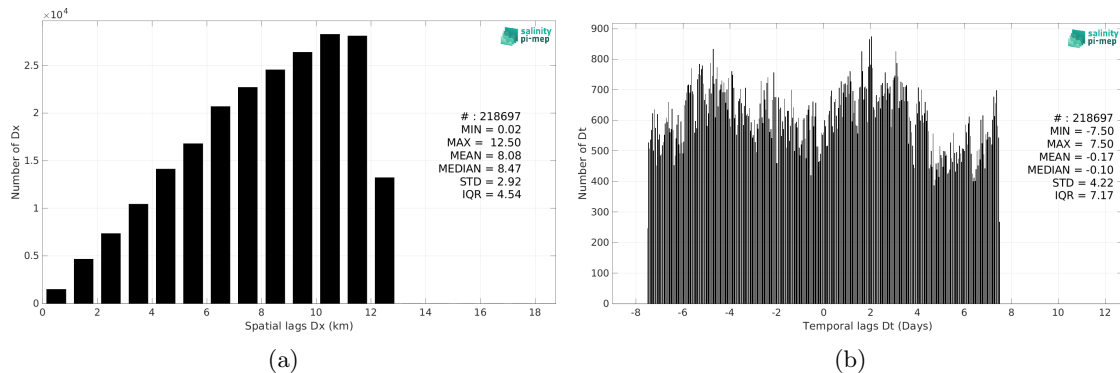 ×10⁴
salinity
pi-mep
2.5
2
1.5
1
0.5
0
# : 218697
MIN = 0.02
MAX = 12.50
MEAN = 8.08
MEDIAN = 8.47
STD = 2.92
IQR = 4.54
Number of Dx
0 2 4 6 8 10 12 14 16 18
Spatial lags Dx (km)
(a)
salinity
pi-mep
900
800
700
600
500
400
300
200
100
0
# : 218697
MIN = -7.50
MAX = 7.50
MEAN = -0.17
MEDIAN = -0.10
STD = 4.22
IQR = 7.17
Number of Dt
-8 -6 -4 -2 0 2 4 6 8 10 12
Temporal lags Dt (Days)
(b)